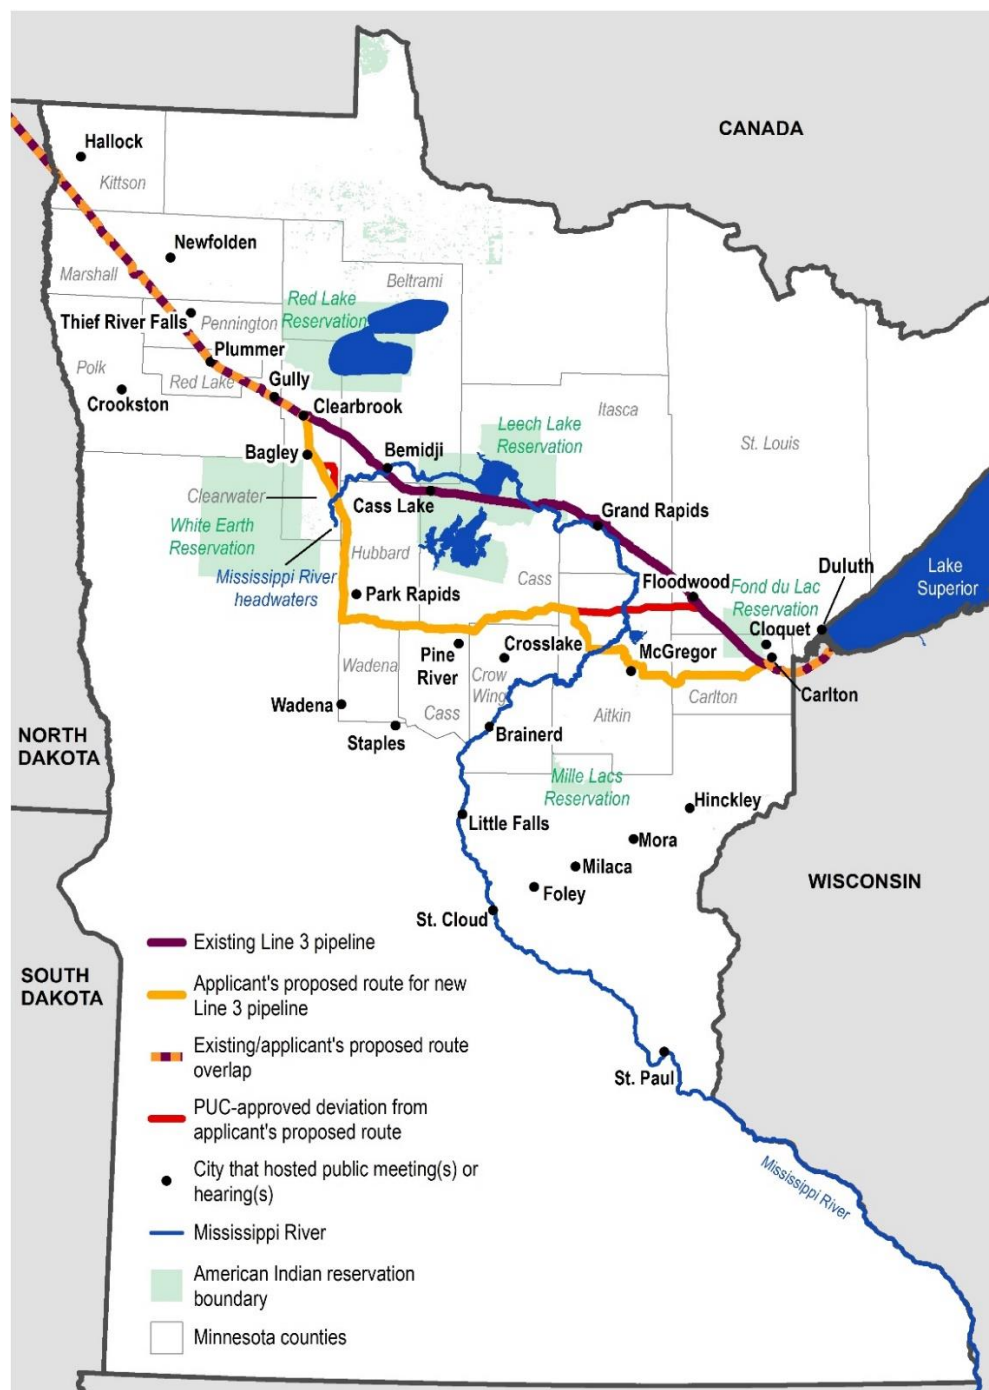 CANADA
Hallock
Kittson
Newfolden
Marshall
Beltrami
Red Lake
Reservation
Thief River Falls
Pennington
Plummer
Polk
Red Lake
Gully
Crookston
Clearbrook
Itasca
Leech Lake
Reservation
St. Louis
Bagley
Bemidji
Clearwater
Cass Lake
Grand Rapids
White Earth
Reservation
Hubbard
Mississippi River
headwaters
Cass
Floodwood
Fond du Lac
Reservation
Duluth
Lake
Superior
Park Rapids
Cloquet
Crosslake
McGregor
Pine
River
Wadena
Crow
Wing
Carlton
Carlton
Wadena
Cass
Aitkin
Staples
Brainerd
NORTH
DAKOTA
Mille Lacs
Reservation
Hinckley
Little Falls
Mora
Milaca
WISCONSIN
Foley
St. Cloud
SOUTH
DAKOTA
St. Paul
Mississippi River
Existing Line 3 pipeline
Applicant's proposed route for new
Line 3 pipeline
Existing/applicant's proposed route
overlap
PUC-approved deviation from
applicant's proposed route
City that hosted public meeting(s) or
hearing(s)
Mississippi River
American Indian reservation
boundary
Minnesota counties